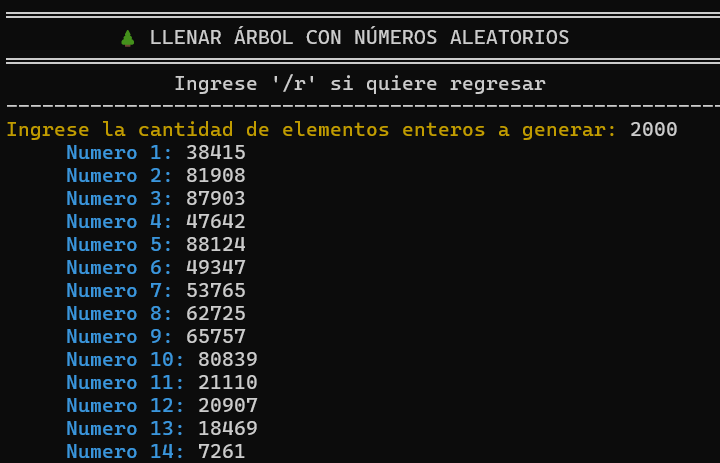 🌲 LLENAR ÁRBOL CON NÚMEROS ALEATORIOS
Ingrese '/r' si quiere regresar
Ingrese la cantidad de elementos enteros a generar: 2000
Numero 1: 38415
Numero 2: 81908
Numero 3: 87903
Numero 4: 47642
Numero 5: 88124
Numero 6: 49347
Numero 7: 53765
Numero 8: 62725
Numero 9: 65757
Numero 10: 80839
Numero 11: 21110
Numero 12: 20907
Numero 13: 18469
Numero 14: 7261